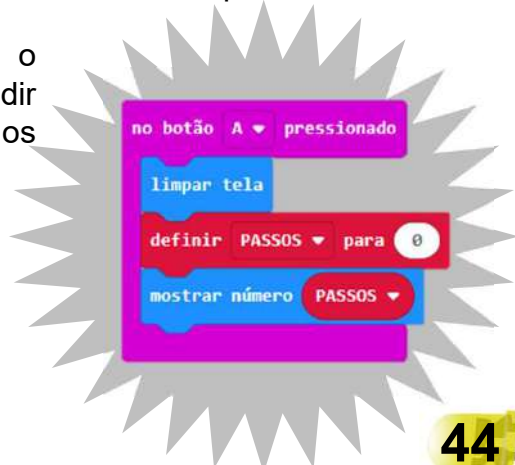 o
dir
os
no botão A pressionado
limpar tela
definir PASSOS para 0
mostrar número PASSOS
44